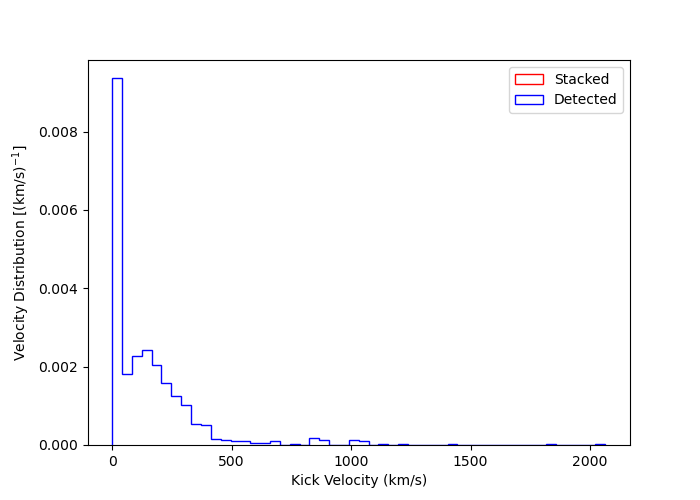 Stacked
Detected
0.008
0.006
0.004
0.002
0.000
Velocity Distribution [(km/s)⁻¹]
0 500 1000 1500 2000
Kick Velocity (km/s)